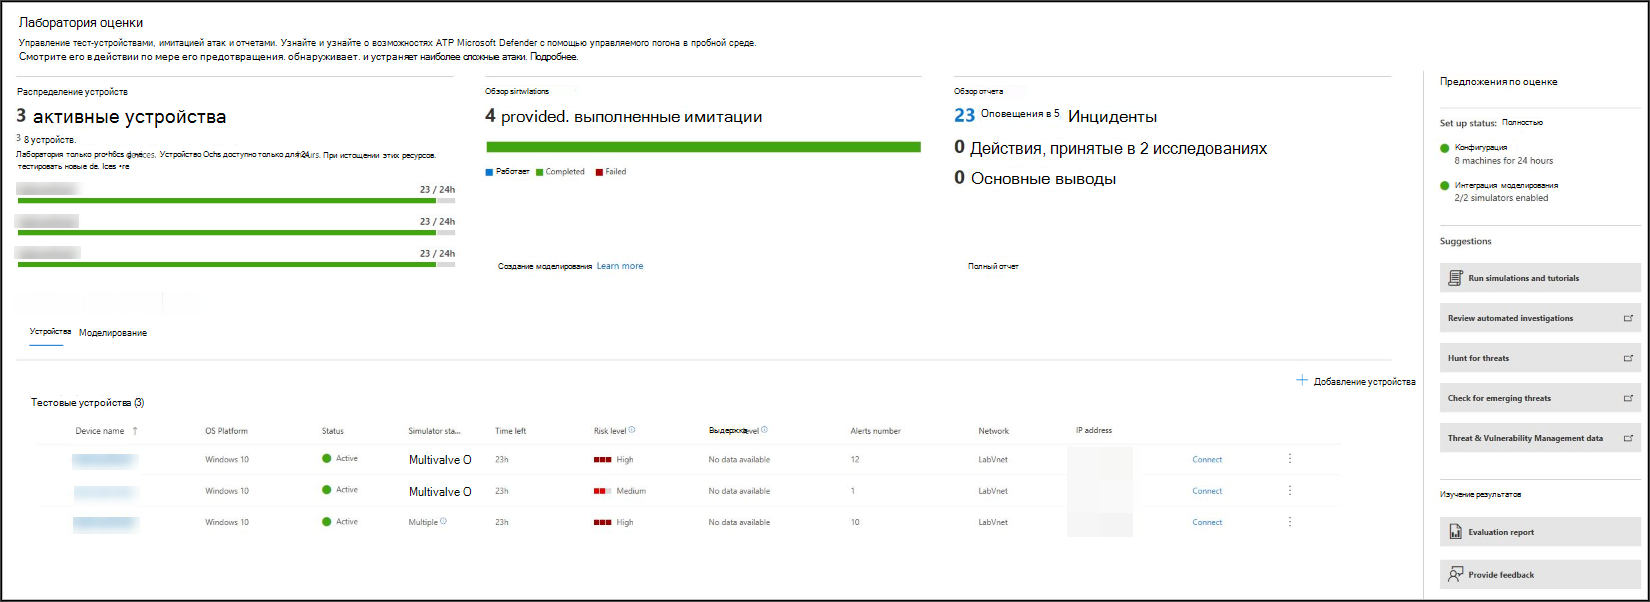 Лаборатория оценки
Управление тест-устройствами, имитацией атак и отчетами. Узнайте и узнайте о возможностях ATP Microsoft Defender с помощью управляемого погона в пробной среде.
Смотрите его в действии по мере его предотвращения. обнаруживает. и устраняет наиболее сложные атаки. Подробнее.
Распределение устройств
3 активные устройства
3 8 устройств.
Лаборатория только Устройство Ochs доступно только для 24 При истощении этих ресурсов.
тестировать новые de. Ices •re
23 / 24h
23 / 24h
23 / 24h
Обзор sirtwlations
4 provided. выполненные имитации
Работает Completed Failed
Создание моделирования Learn more
Обзор отчета
23 Оповещения в 5 Инциденты
0 Действия, принятые в 2 исследованиях
0 Основные выводы
Полный отчет
Предложения по оценке
Set up status: Полностью
Конфигурация
8 machines for 24 hours
Интеграция моделирования
2/2 simulators enabled
Suggestions
Run simulations and tutorials
Review automated investigations
Hunt for threats
Check for emerging threats
Threat & Vulnerability Management data
Изучение результатов
Evaluation report
Provide feedback
Устройства Моделирование
+ Добавление устройства
Тестовые устройства (3)
Device name ↑ OS Platform Status Simulator sta... Time left Risk level Выдержка Alerts number Network IP address
Windows 10 Active Multivalve O 23h High No data available 12 LabVnet Connect
Windows 10 Active Multivalve O 23h Medium No data available 1 LabVnet Connect
Windows 10 Active Multiple 23h High No data available 10 LabVnet Connect